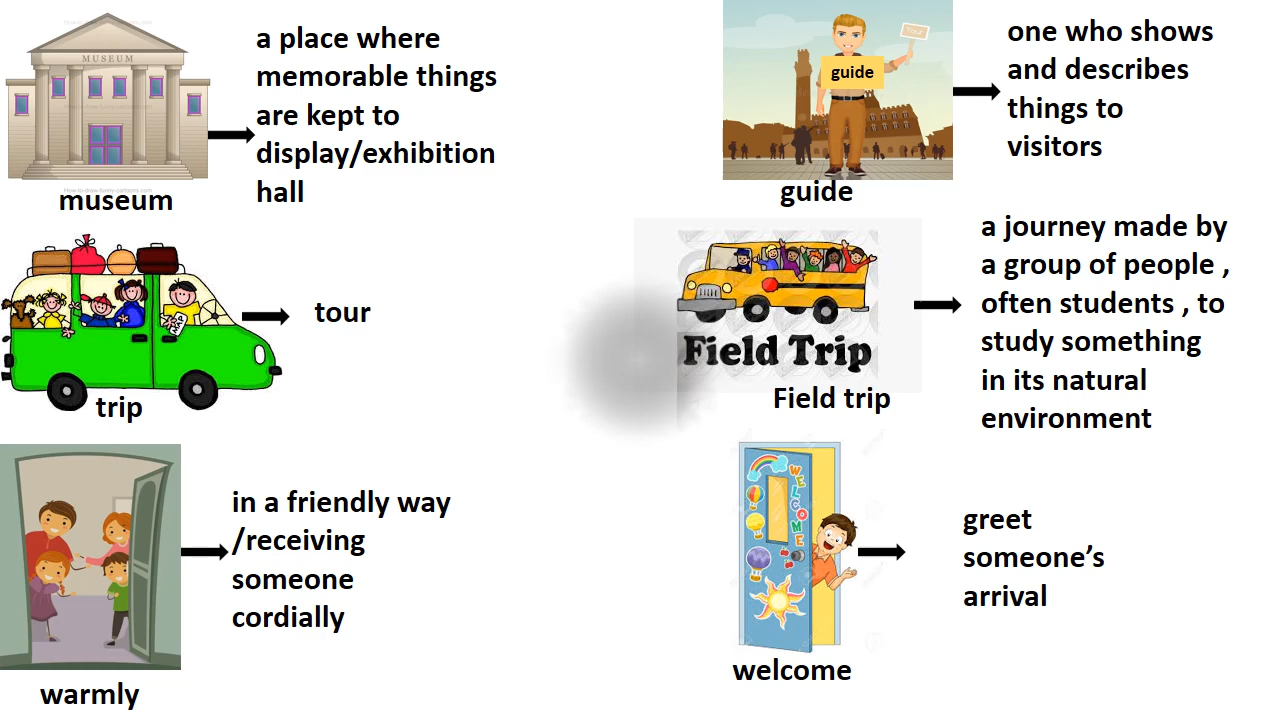 MUSEUM
museum
a place where
memorable things
are kept to
display/exhibition
hall
guide
guide
one who shows
and describes
things to
visitors
trip
tour
Field Trip
Field trip
a journey made by
a group of people ,
often students , to
study something
in its natural
environment
warmly
in a friendly way
/receiving
someone
cordially
WELCOME
welcome
greet
someone’s
arrival